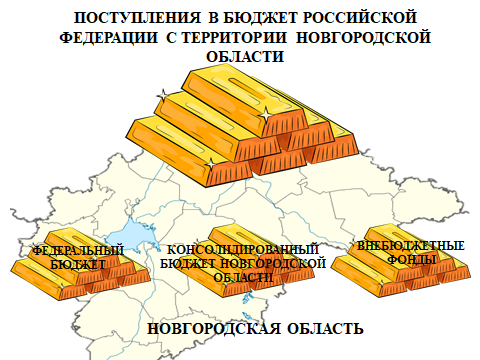 ПОСТУПЛЕНИЯ В БЮДЖЕТ РОССИЙСКОЙ
ФЕДЕРАЦИИ С ТЕРРИТОРИИ НОВГОРОДСКОЙ
ОБЛАСТИ
ФЕДЕРАЛЬНЫЙ
БЮДЖЕТ
КОНСОЛИДИРОВАННЫЙ
БЮДЖЕТ НОВГОРОДСКОЙ
ОБЛАСТИ
ВНЕБЮДЖЕТНЫЕ
ФОНДЫ
НОВГОРОДСКАЯ ОБЛАСТЬ